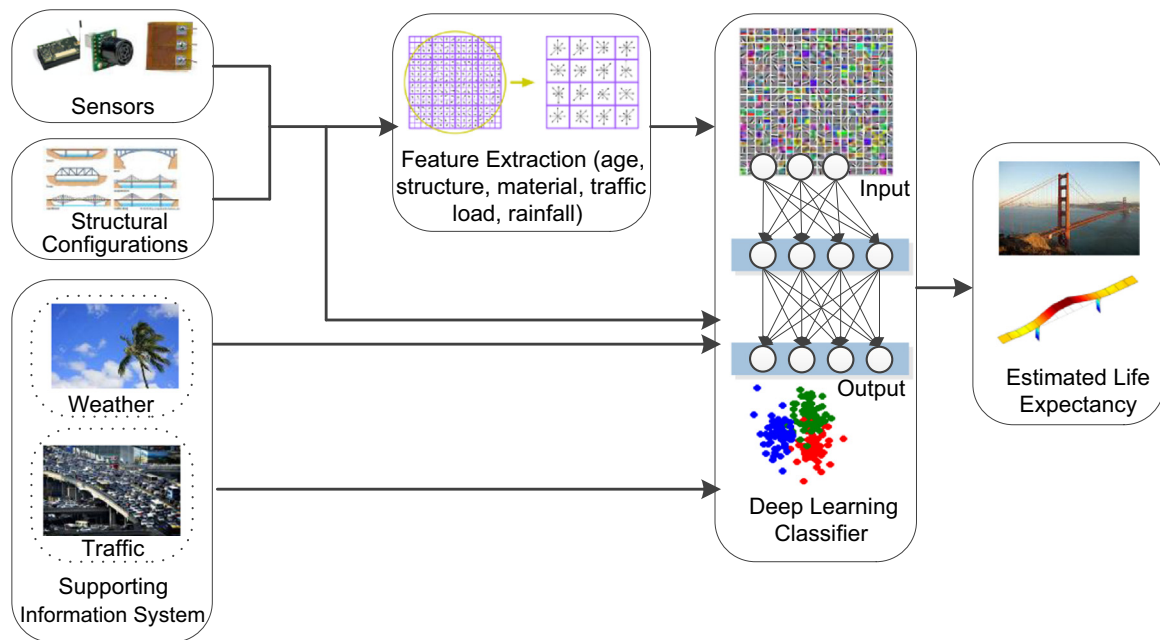 Sensors
Structural
Configurations
Weather
Traffic
Supporting
Information System
Feature Extraction (age,
structure, material, traffic
load, rainfall)
Input
Output
Deep Learning
Classifier
Estimated Life
Expectancy